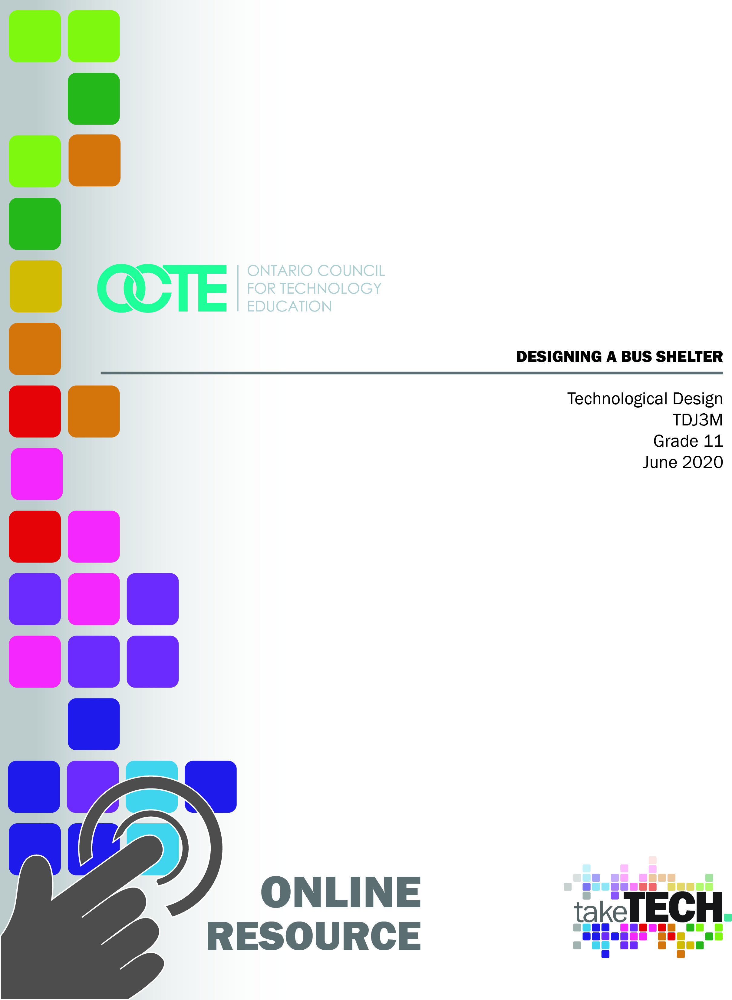 OCTE
ONTARIO COUNCIL
FOR TECHNOLOGY
EDUCATION
DESIGNING A BUS SHELTER
Technological Design
TDJ3M
Grade 11
June 2020
ONLINE
RESOURCE
takeTECH.